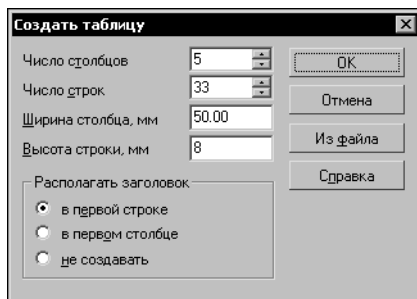 Создать таблицу
Число столбцов 5
Число строк 33
Ширина столбца, мм 50.00
Высота строки, мм 8
Располагать заголовок
в первой строке
в первом столбце
не создавать
OK
Отмена
Из файла
Справка